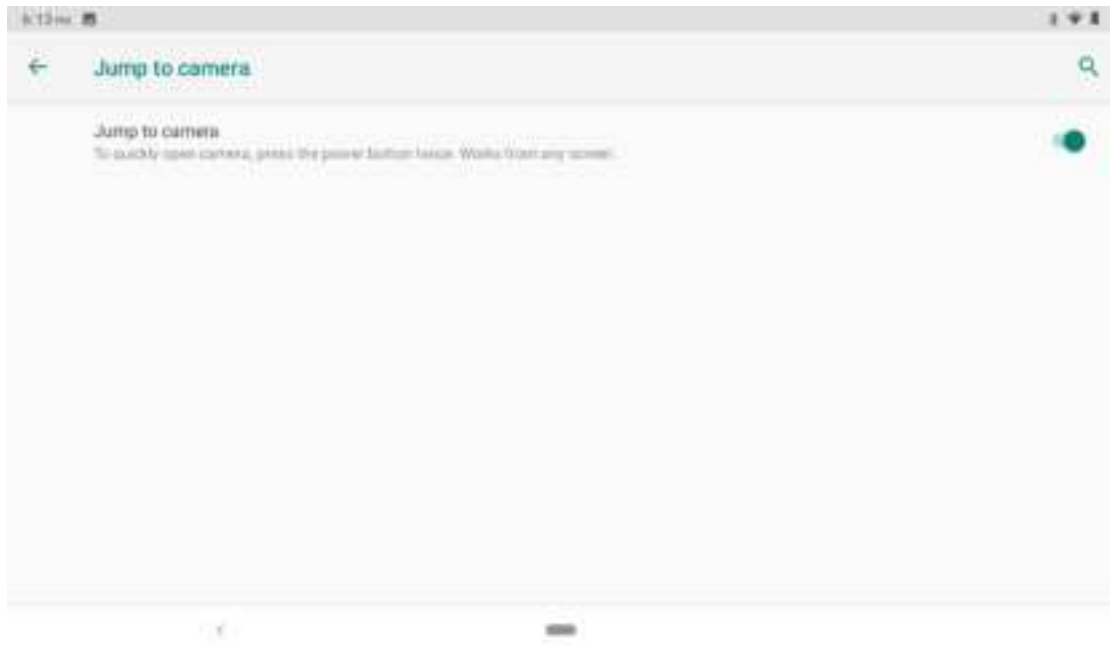 Jump to camera
Jump to camera
To quickly open camera, press the power button twice. Works from any screen.